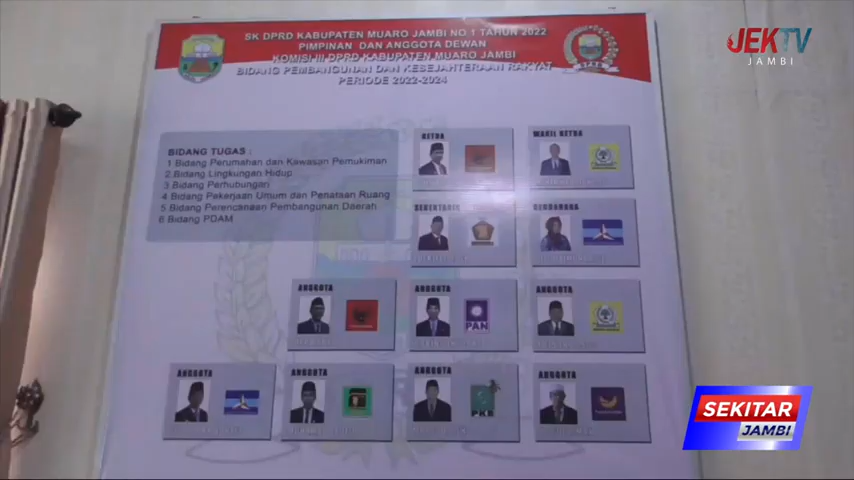 JEKTV
JAMBI
SK DPRD KABUPATEN MUARO JAMBI NO 1 TAHUN 2022
PIMPINAN DAN ANGGOTA DEWAN
KOMISI III DPRD KABUPATEN MUARO JAMBI
BIDANG PEMBANGUNAN DAN KESEJAHTERAAN RAKYAT
PERIODE 2022-2024
BIDANG TUGAS :
1 Bidang Perumahan dan Kawasan Pemukiman
2.Bidang Lingkungan Hidup
3 Bidang Perhubungan
4 Bidang Pekerjaan Umum dan Penataan Ruang
5 Bidang Perencanaan Pembangunan Daerah
6 Bidang PDAM
KETUA
WAKIL KETUA
SEKRETARIS
BENDAHARA
ANGGOTA
ANGGOTA
ANGGOTA
PAN
ANGGOTA
ANGGOTA
ANGGOTA
ANGGOTA
PKB
SEKITAR
JAMBI